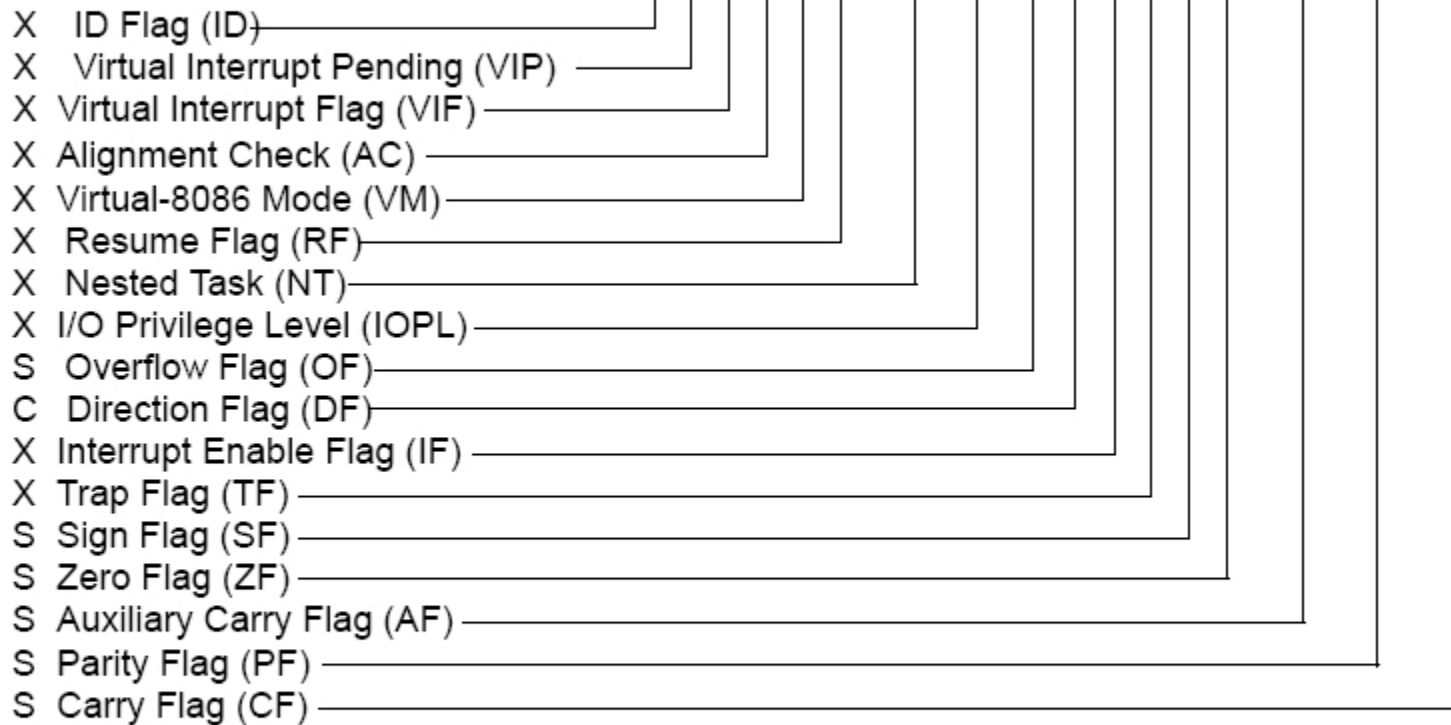 X ID Flag (ID)
X Virtual Interrupt Pending (VIP)
X Virtual Interrupt Flag (VIF)
X Alignment Check (AC)
X Virtual-8086 Mode (VM)
X Resume Flag (RF)
X Nested Task (NT)
X I/O Privilege Level (IOPL)
S Overflow Flag (OF)
C Direction Flag (DF)
X Interrupt Enable Flag (IF)
X Trap Flag (TF)
S Sign Flag (SF)
S Zero Flag (ZF)
S Auxiliary Carry Flag (AF)
S Parity Flag (PF)
S Carry Flag (CF)